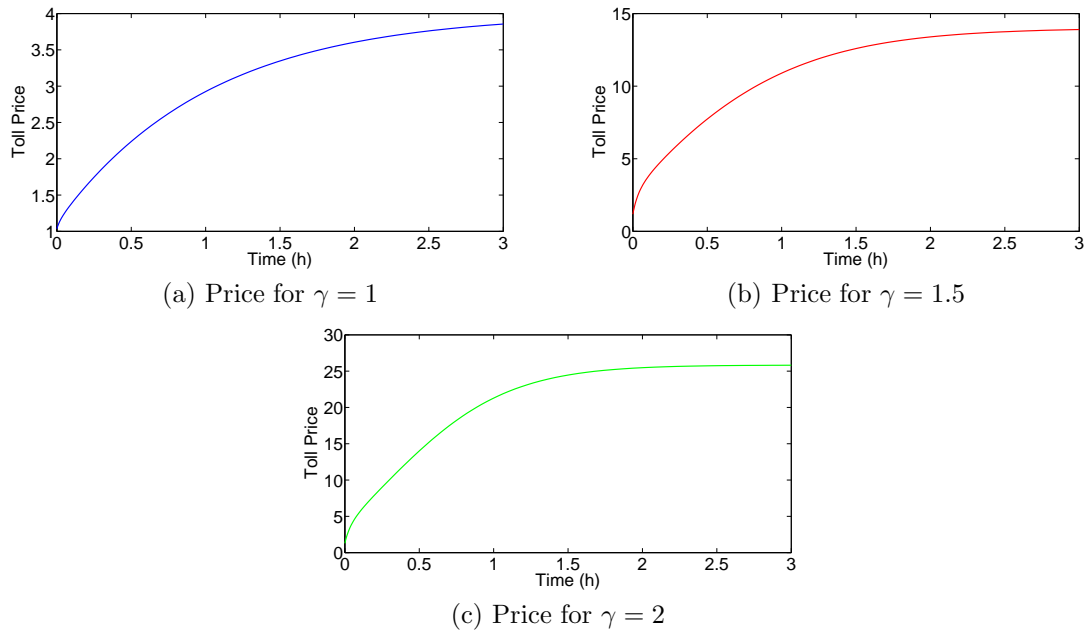 4
3.5
3
2.5
2
1.5
1
Toll Price
0 0.5 1 1.5 2 2.5 3
Time (h)
(a) Price for γ = 1
15
10
5
0
Toll Price
0 0.5 1 1.5 2 2.5 3
Time (h)
(b) Price for γ = 1.5
30
25
20
15
10
5
0
Toll Price
0 0.5 1 1.5 2 2.5 3
Time (h)
(c) Price for γ = 2